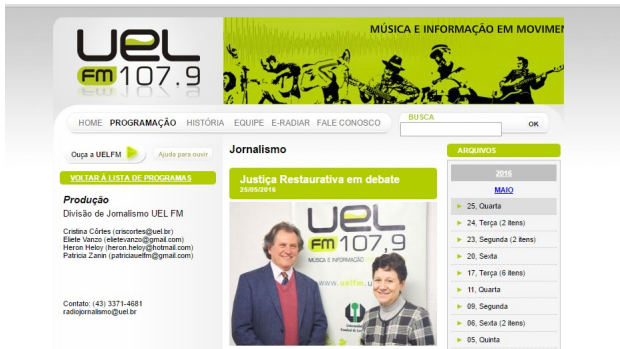 UEL
FM 107.9
MÚSICA E INFORMAÇÃO EM MOVIMEN
HOME PROGRAMAÇÃO HISTÓRIA EQUIPE E-RADIAR FALE CONOSCO
BUSCA
OK
Ouça a UELFM
Ajuda para ouvir
VOLTAR À LISTA DE PROGRAMAS
Produção
Divisão de Jornalismo UEL FM
Cristina Côrtes (criscortes@uel.br)
Eliete Vanzo (elietevanzo@gmail.com)
Heron Heloy (heron.heloy@hotmail.com)
Patricia Zanin (patriciauelfm@gmail.com)
Contato: (43) 3371-4681
radiojornalismo@uel.br
Jornalismo
Justiça Restaurativa em debate
25/05/2016
UEL
FM 107,9
MÚSICA E INFORMAÇÃO
www.uelfm.u
ARQUIVOS
2016
MAIO
25, Quarta
24, Terça (2 itens)
23, Segunda (2 itens)
20, Sexta
17, Terça (6 itens)
11, Quarta
09, Segunda
06, Sexta (2 itens)
05, Quinta